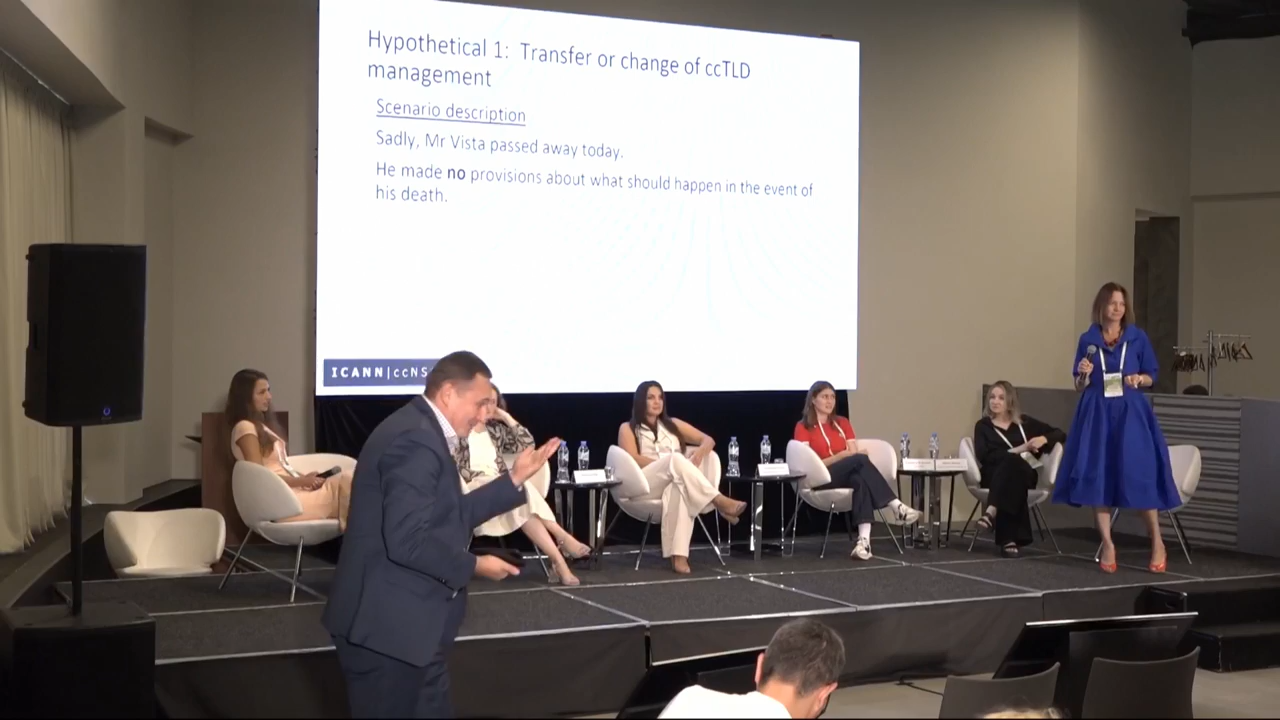 Hypothetical 1: Transfer or change of ccTLD
management
Scenario description
Sadly, Mr Vista passed away today.
He made no provisions about what should happen in the event of
his death.
ICANN|ccNS